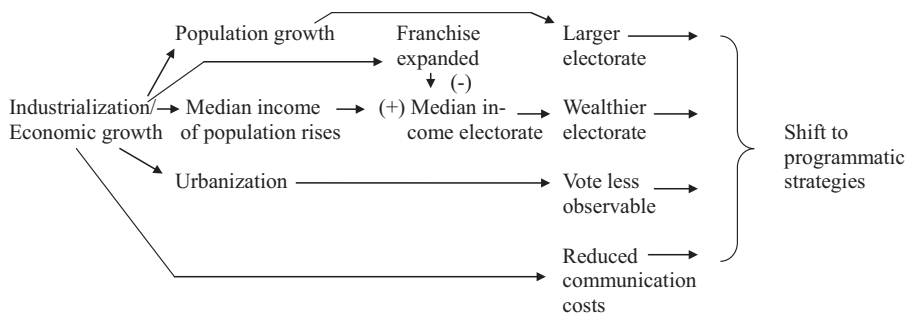 Population growth
Franchise
expanded
Larger
electorate
(-)
Industrialization/
Economic growth
Median income
of population rises
(+) Median in-
come electorate
Wealthier
electorate
Shift to
programmatic
strategies
Urbanization
Vote less
observable
Reduced
communication
costs